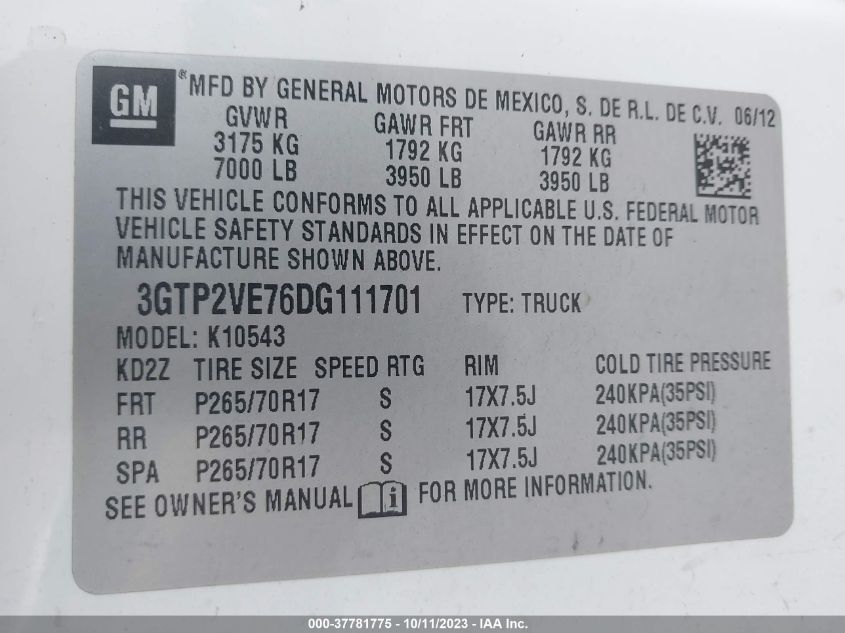 GM ® MFD BY GENERAL MOTORS DE MEXICO, S. DE R.L. DE C.V. 06/12
GVWR GAWR FRT GAWR RR
3175 KG 1792 KG 1792 KG
7000 LB 3950 LB 3950 LB
THIS VEHICLE CONFORMS TO ALL APPLICABLE U.S. FEDERAL MOTOR
VEHICLE SAFETY STANDARDS IN EFFECT ON THE DATE OF
MANUFACTURE SHOWN ABOVE.
3GTP2VE76DG111701 TYPE: TRUCK
MODEL: K10543
KD2Z TIRE SIZE SPEED RTG RIM COLD TIRE PRESSURE
FRT P265/70R17 S 17X7.5J 240KPA(35PSI)
RR P265/70R17 S 17X7.5J 240KPA(35PSI)
SPA P265/70R17 S 17X7.5J 240KPA(35PSI)
SEE OWNER'S MANUAL i FOR MORE INFORMATION.
000-37781775 - 10/11/2023 - IAA Inc.